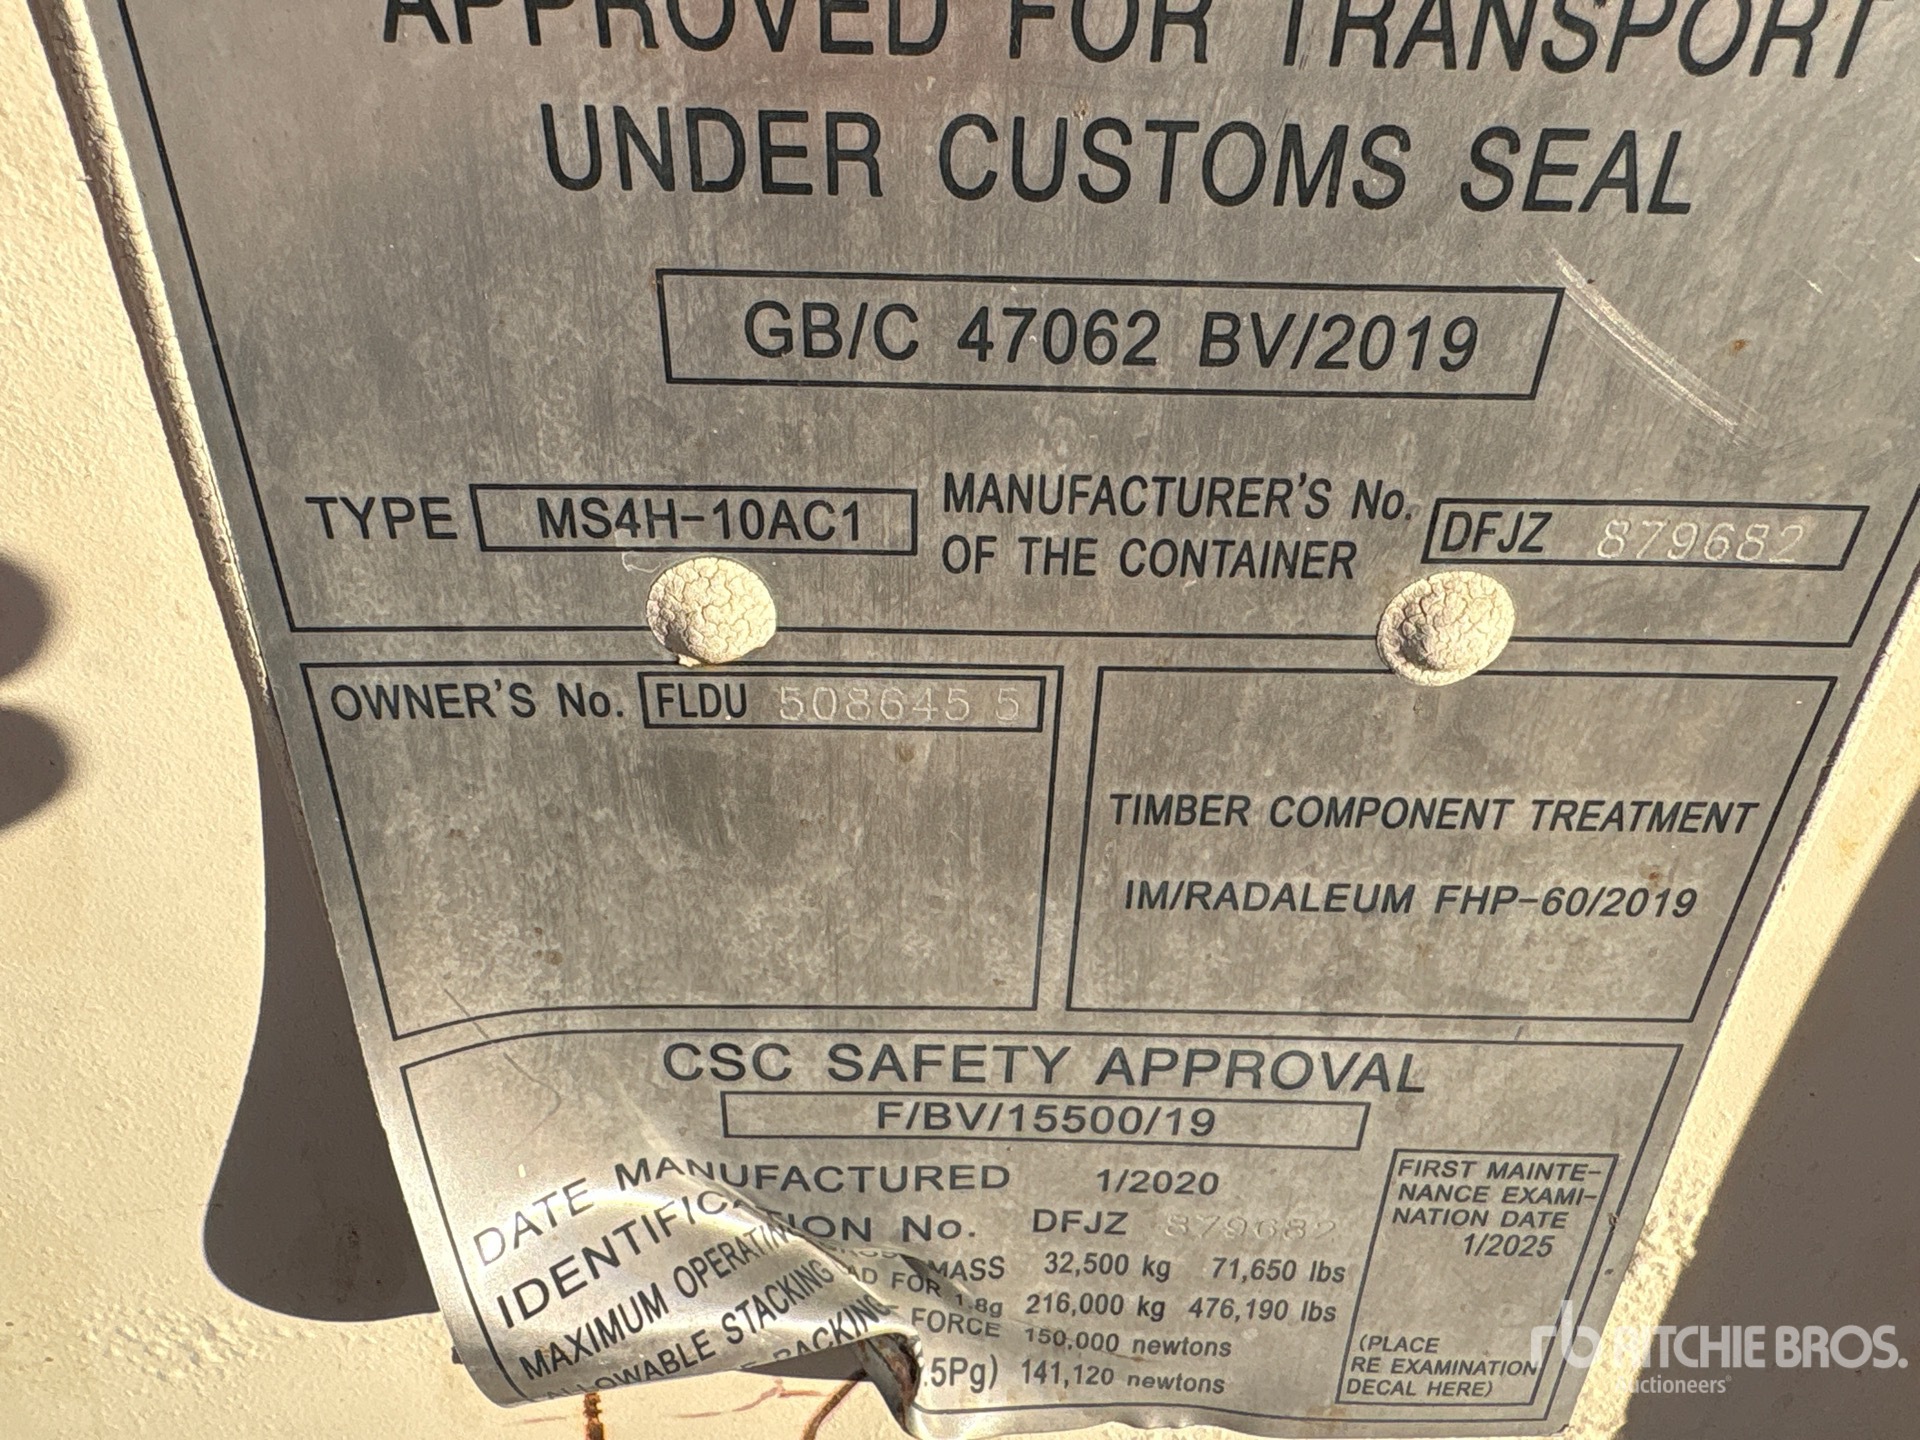 APPROVED FOR TRANSPORT
UNDER CUSTOMS SEAL
GB/C 47062 BV/2019
TYPE MS4H-10AC1
MANUFACTURER'S No.
OF THE CONTAINER
DFJZ 879682
OWNER'S No. FLDU 508645 5
TIMBER COMPONENT TREATMENT
IM/RADALEUM FHP-60/2019
CSC SAFETY APPROVAL
F/BV/15500/19
DATE MANUFACTURED 1/2020
IDENTIFICATION No. DFJZ 879682
MAXIMUM OPERATING MASS 32,500 kg 71,650 lbs
ALLOWABLE STACKING AD FOR 1.8g 216,000 kg 476,190 lbs
RACKING FORCE 150,000 newtons
.5Pg) 141,120 newtons
FIRST MAINTE-
NANCE EXAMI-
NATION DATE
1/2025
(PLACE
RE EXAMINATION
DECAL HERE)
rb RITCHIE BROS.
Auctioneers